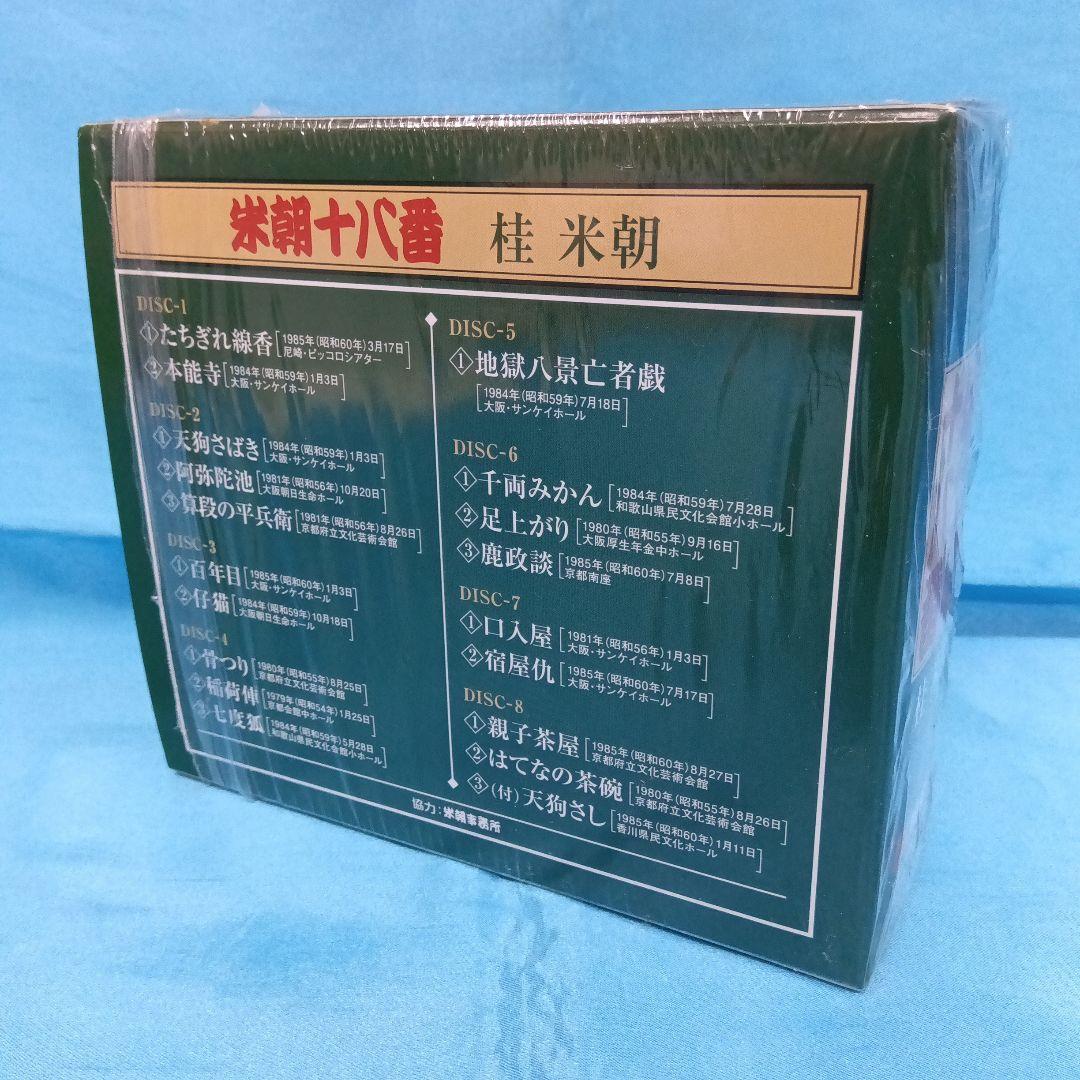 米朝十八番 桂 米朝
DISC-1
①たちぎれ線香 [1985年(昭和60年)3月17日
尼崎・ピッコロシアター]
②本能寺 [1984年(昭和59年)1月3日
大阪・サンケイホール]
DISC-2
①天狗さばき [1984年(昭和59年)1月3日
大阪・サンケイホール]
②阿弥陀池 [1981年(昭和56年)10月20日
大阪朝日生命ホール]
③算段の平兵衛 [1981年(昭和56年)8月26日
京都府立文化芸術会館]
DISC-3
①百年目 [1985年(昭和60年)1月3日
大阪・サンケイホール]
②仔猫 [1984年(昭和59年)10月18日
大阪朝日生命ホール]
DISC-4
①骨つり [1980年(昭和55年)8月25日
京都府立文化芸術会館]
②稲荷俥 [1979年(昭和54年)1月25日
京都会館中ホール]
③七度狐 [1984年(昭和59年)5月28日
和歌山県民文化会館小ホール]
DISC-5
①地獄八景亡者戯
[1984年(昭和59年)7月18日
大阪・サンケイホール]
DISC-6
①千両みかん [1984年(昭和59年)7月28日
和歌山県民文化会館小ホール]
②足上がり [1980年(昭和55年)9月16日
大阪厚生年金中ホール]
③鹿政談 [1985年(昭和60年)7月8日
京都南座]
DISC-7
①口入屋 [1981年(昭和56年)1月3日
大阪・サンケイホール]
②宿屋仇 [1985年(昭和60年)7月17日
大阪・サンケイホール]
DISC-8
①親子茶屋 [1985年(昭和60年)8月27日
京都府立文化芸術会館]
②はてなの茶碗 [1980年(昭和55年)8月26日
京都府立文化芸術会館]
③(付)天狗さし [1985年(昭和60年)1月11日
香川県民文化ホール]
協力:米朝事務所